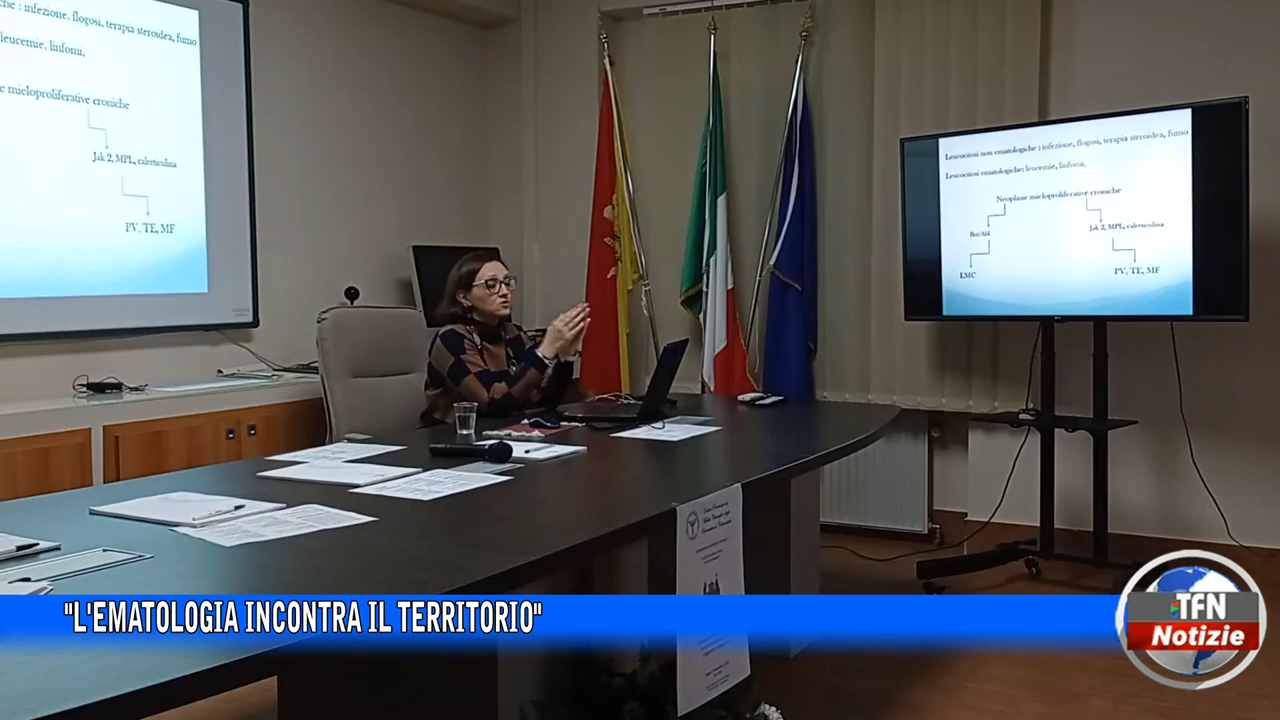 che : infezione, flogosi, terapia steroidea, fumo
leucemie, linfomi,
e mieloproliferative croniche
Jak 2, MPL, calreticulina
PV, TE, MF
Leucocitosi non ematologiche : infezione, flogosi, terapia steroidea, fumo
Leucocitosi ematologiche: leucemie, linfomi,
Neoplasie mieloproliferative croniche
Bcr/Abl
Jak 2, MPL, calreticulina
LMC
PV, TE, MF
"L'EMATOLOGIA INCONTRA IL TERRITORIO"
TFN
Notizie